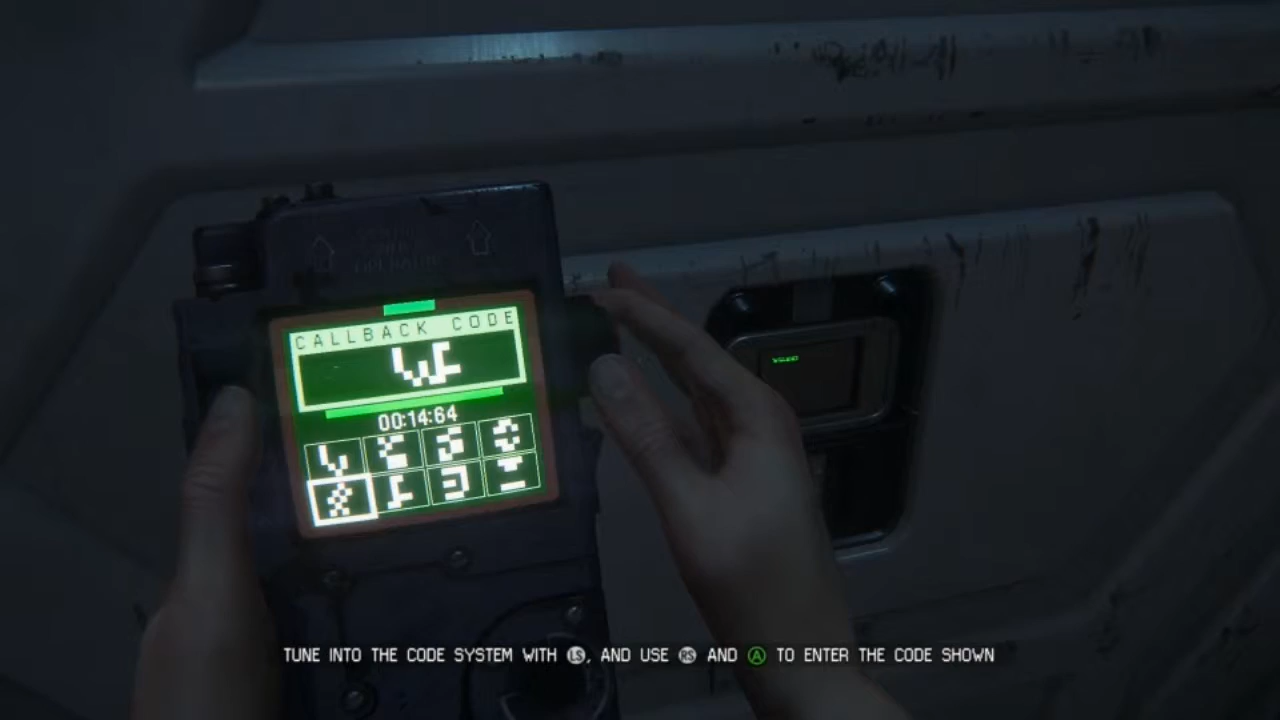 CALLBACK CODE
00:14:64
TUNE INTO THE CODE SYSTEM WITH LS, AND USE RS AND A TO ENTER THE CODE SHOWN